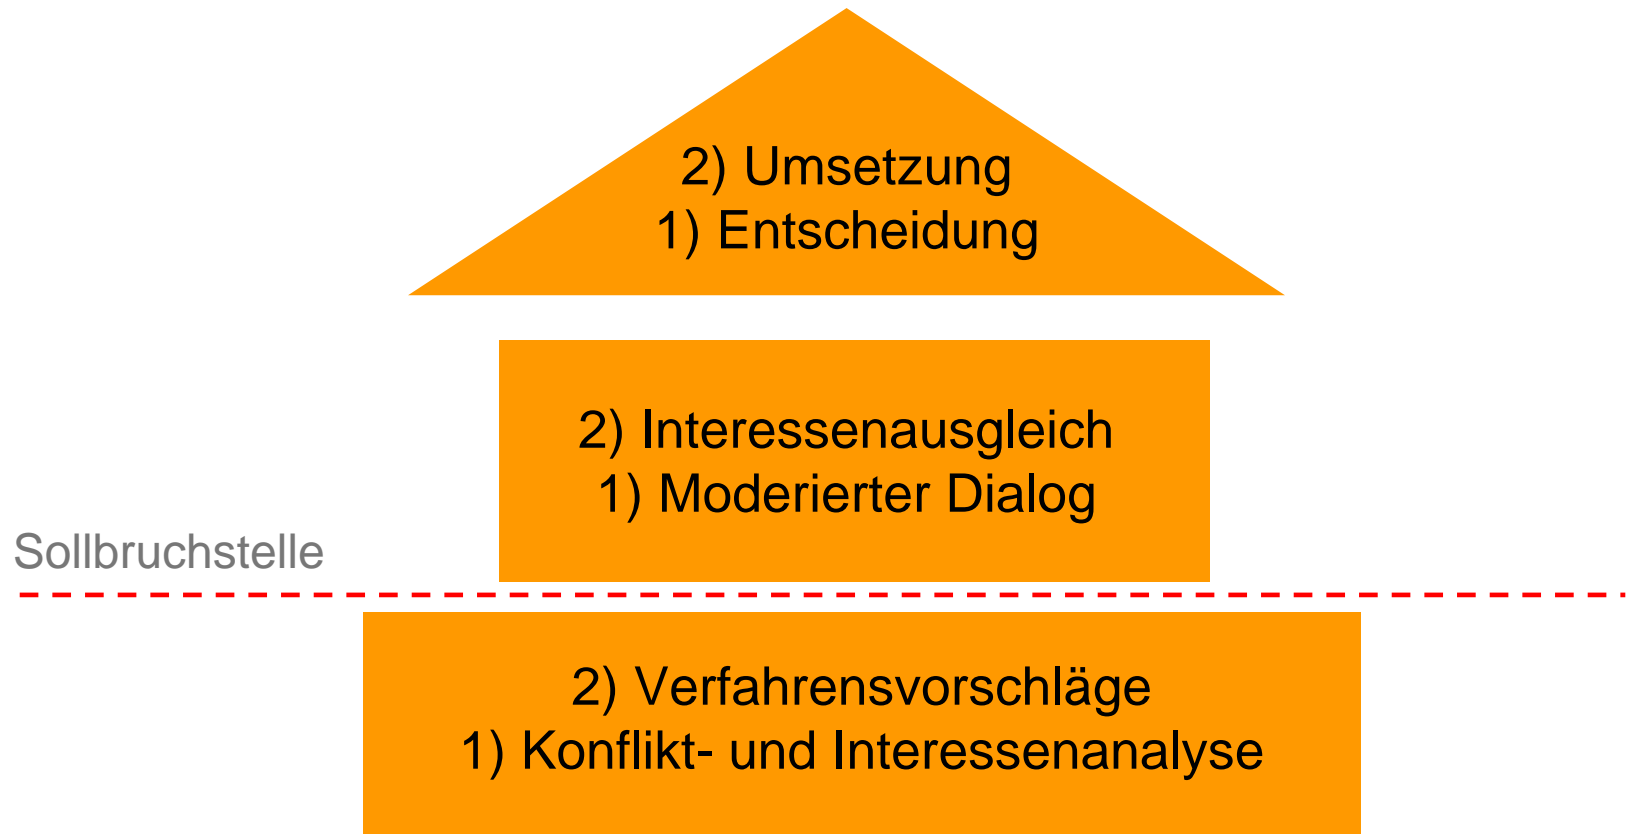 2) Umsetzung
1) Entscheidung
2) Interessenausgleich
1) Moderierter Dialog
Sollbruchstelle
2) Verfahrensvorschläge
1) Konflikt- und Interessenanalyse